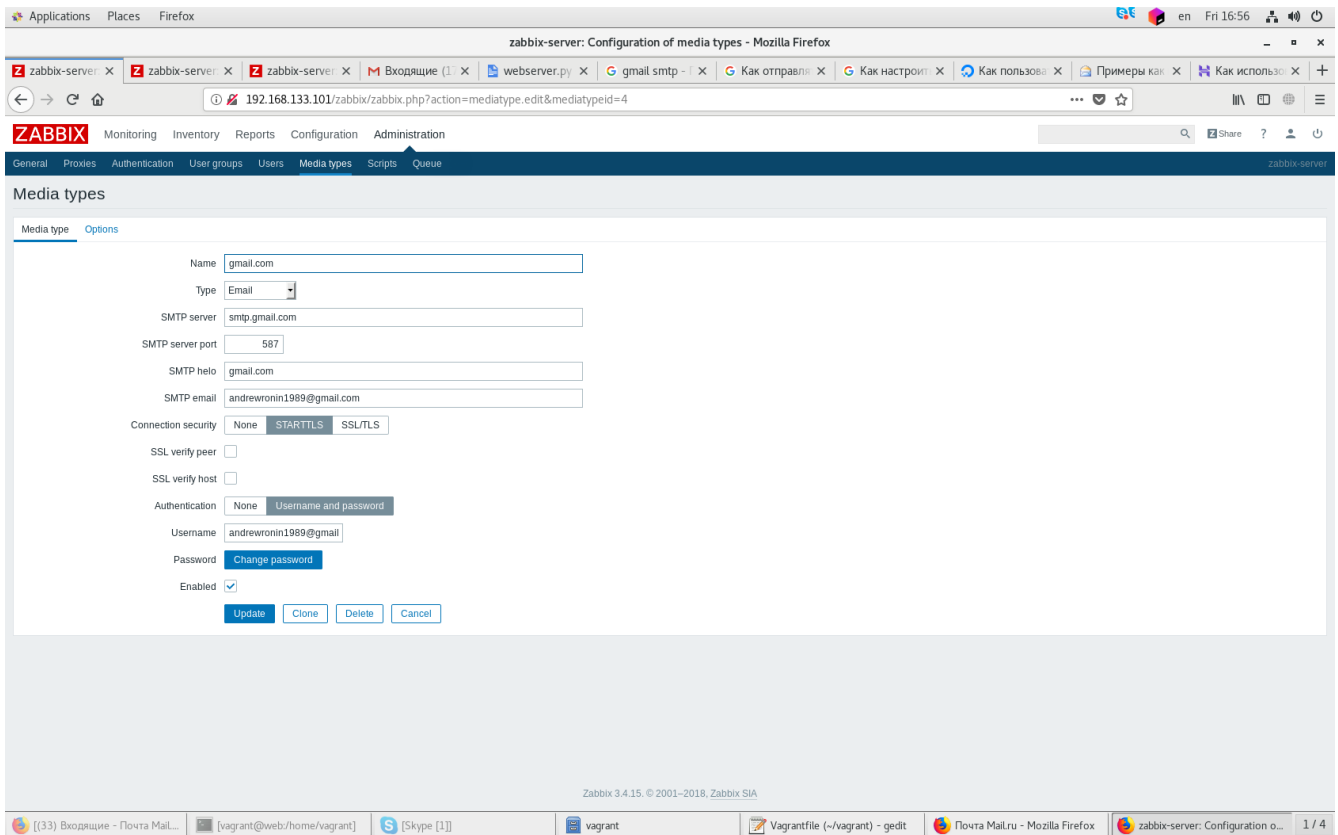 Applications Places Firefox en Fri 16:56
zabbix-server: Configuration of media types - Mozilla Firefox
zabbix-server: zabbix-server: zabbix-server: Входящие (1 webserver.py gmail smtp - Как отправля Как настроит Как пользова Примеры как Как использо
192.168.133.101/zabbix/zabbix.php?action=mediatype.edit&mediatypeid=4
ZABBIX Monitoring Inventory Reports Configuration Administration Z Share ?
General Proxies Authentication User groups Users Media types Scripts Queue zabbix-server
Media types
Media type Options
Name gmail.com
Type Email
SMTP server smtp.gmail.com
SMTP server port 587
SMTP helo gmail.com
SMTP email andrewronin1989@gmail.com
Connection security None STARTTLS SSL/TLS
SSL verify peer
SSL verify host
Authentication None Username and password
Username andrewronin1989@gmail
Password Change password
Enabled
Update Clone Delete Cancel
Zabbix 3.4.15. © 2001–2018, Zabbix SIA
[(33) Входящие - Почта Mail.... [vagrant@web:/home/vagrant] [Skype [1]] vagrant Vagrantfile (~/vagrant) - gedit Почта Mail.ru - Mozilla Firefox zabbix-server: Configuration o... 1 / 4